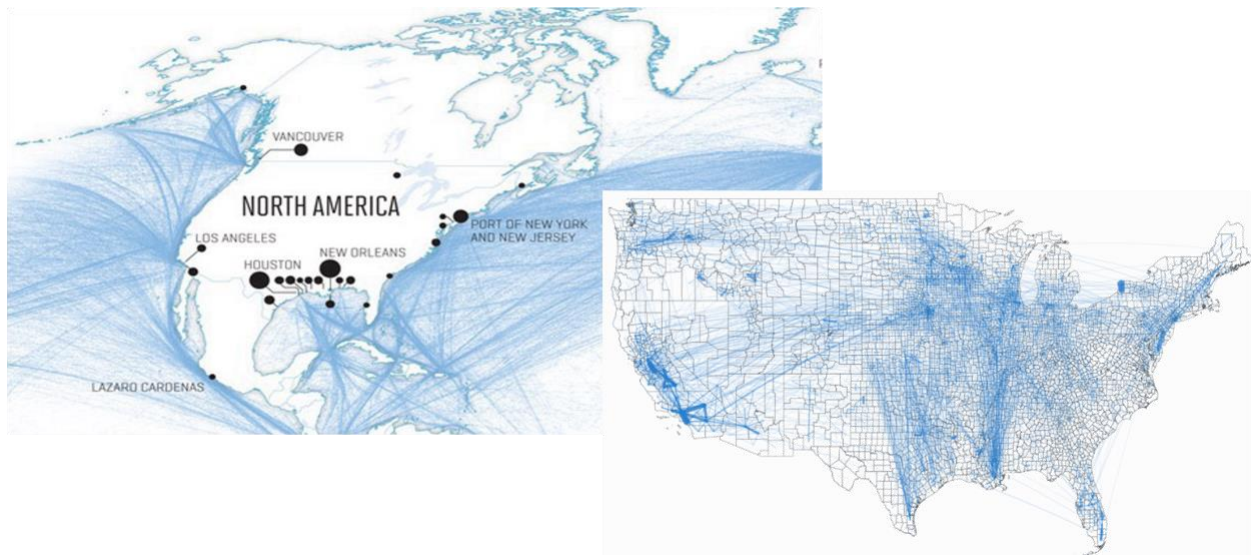 VANCOUVER
NORTH AMERICA
PORT OF NEW YORK
AND NEW JERSEY
LOS ANGELES
NEW ORLEANS
HOUSTON
LAZARO CARDENAS